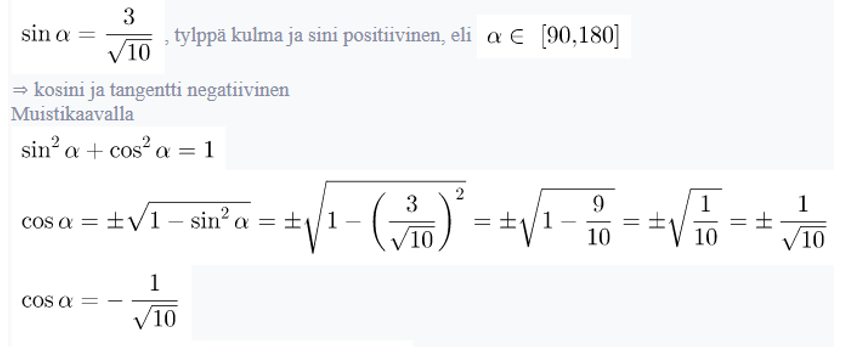 sin α = 3/√10 , tylppä kulma ja sini positiivinen, eli α ∈ [90,180]
⇒ kosini ja tangentti negatiivinen
Muistikaavalla
sin² α + cos² α = 1
cos α = ±√(1 − sin² α) = ±√(1 − (3/√10)²) = ±√(1 − 9/10) = ±√(1/10) = ± 1/√10
cos α = − 1/√10